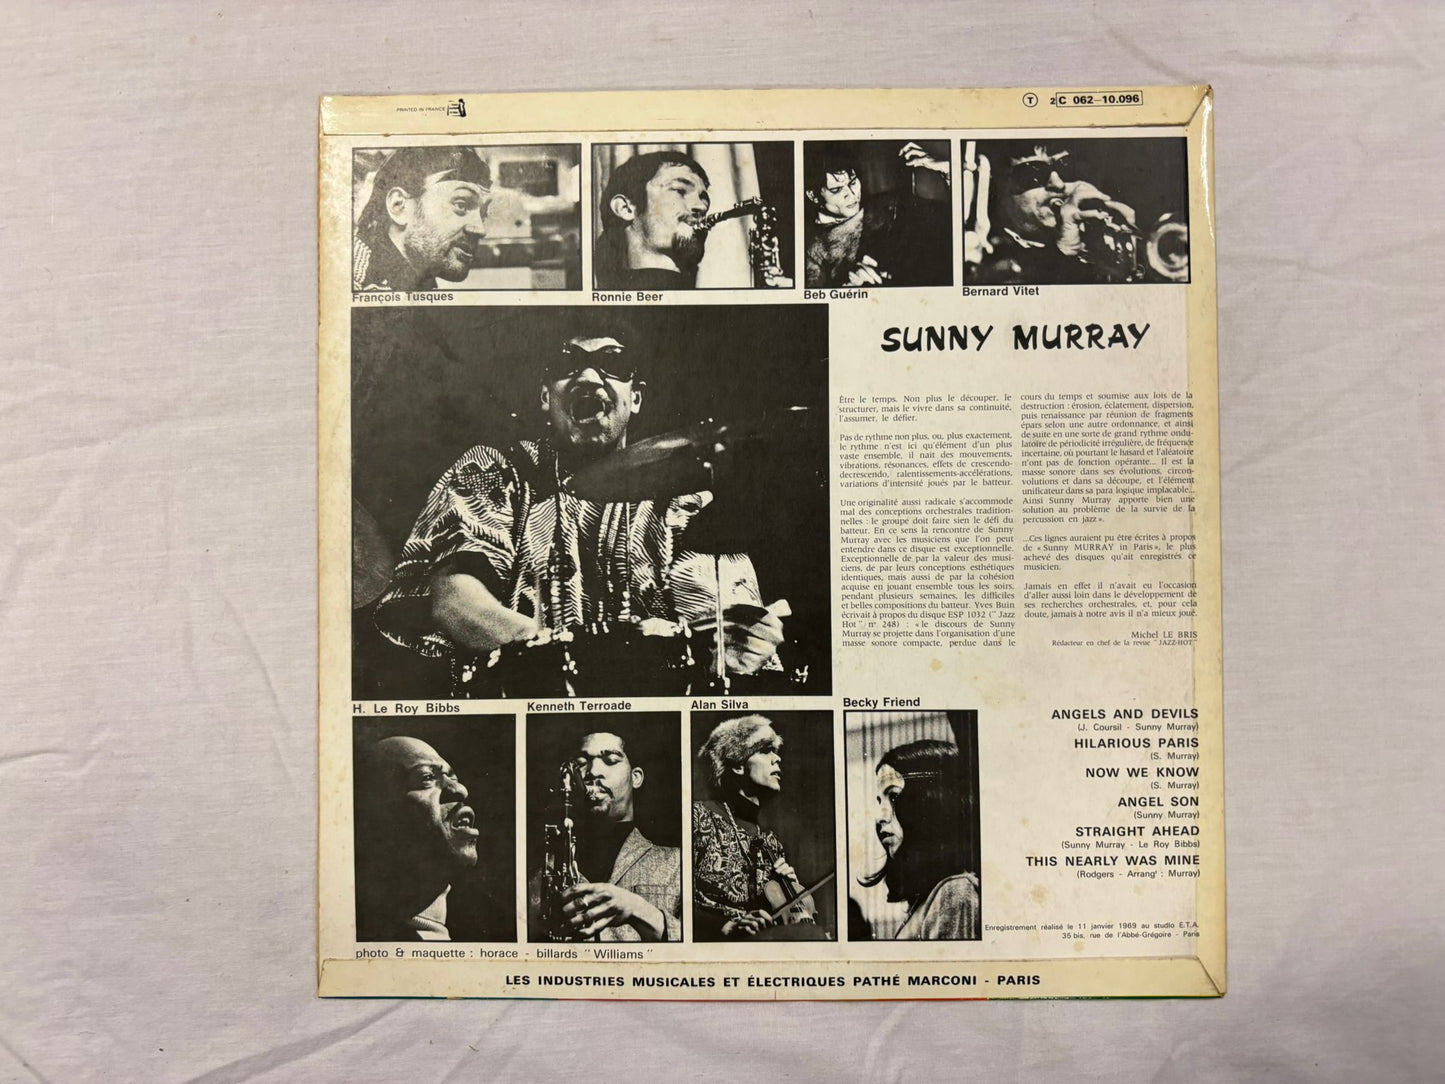 PRINTED IN FRANCE
T 2C 062-10.096
François Tusques
Ronnie Beer
Beb Guérin
Bernard Vitet
SUNNY MURRAY
Être le temps. Non plus le découper, le
structurer, mais le vivre dans sa continuité,
l'assumer, le défier.
Pas de rythme non plus, ou, plus exactement,
le rythme n'est ici qu'élément d'un plus
vaste ensemble, il naît des mouvements,
vibrations, résonances, effets de crescendo-
decrescendo, ralentissements-accélérations,
variations d'intensité joués par le batteur.
Une originalité aussi radicale s'accommode
mal des conceptions orchestrales tradition-
nelles : le groupe doit faire sien le défi du
batteur. En ce sens la rencontre de Sunny
Murray avec les musiciens que l'on peut
entendre dans ce disque est exceptionnelle.
Exceptionnelle de par la valeur des musi-
ciens, de par leurs conceptions esthétiques
identiques, mais aussi de par la cohésion
acquise en jouant ensemble tous les soirs,
pendant plusieurs semaines, les difficiles
et belles compositions du batteur. Yves Buin
écrivait à propos du disque ESP 1032 ("Jazz
Hot" n° 248) : «le discours de Sunny
Murray se projette dans l'organisation d'une
masse sonore compacte, perdue dans le
cours du temps et soumise aux lois de la
destruction : érosion, éclatement, dispersion,
puis renaissance par réunion de fragments
épars selon une autre ordonnance, et ainsi
de suite en une sorte de grand rythme ondu-
latoire de périodicité irrégulière, de fréquence
incertaine, où pourtant le hasard et l'aléatoire
n'ont pas de fonction opérante... Il est la
masse sonore dans ses évolutions, circon-
volutions et dans sa découpe, et l'élément
unificateur dans sa para logique implacable...
Ainsi Sunny Murray apporte bien une
solution au problème de la survie de la
percussion en jazz».
...Ces lignes auraient pu être écrites à propos
de «Sunny MURRAY in Paris», le plus
achevé des disques qu'ait enregistrés ce
musicien.
Jamais en effet il n'avait eu l'occasion
d'aller aussi loin dans le développement de
ses recherches orchestrales, et, pour cela
doute, jamais à notre avis il n'a mieux joué.
Michel LE BRIS
Rédacteur en chef de la revue "JAZZ-HOT"
H. Le Roy Bibbs
Kenneth Terroade
Alan Silva
Becky Friend
ANGELS AND DEVILS
(J. Coursil - Sunny Murray)
HILARIOUS PARIS
(S. Murray)
NOW WE KNOW
(S. Murray)
ANGEL SON
(Sunny Murray)
STRAIGHT AHEAD
(Sunny Murray - Le Roy Bibbs)
THIS NEARLY WAS MINE
(Rodgers - Arrangt : Murray)
Enregistrement réalisé le 11 janvier 1969 au studio E.T.A.
35 bis, rue de l'Abbé-Grégoire - Paris
photo & maquette : horace - billards "Williams"
LES INDUSTRIES MUSICALES ET ÉLECTRIQUES PATHÉ MARCONI - PARIS